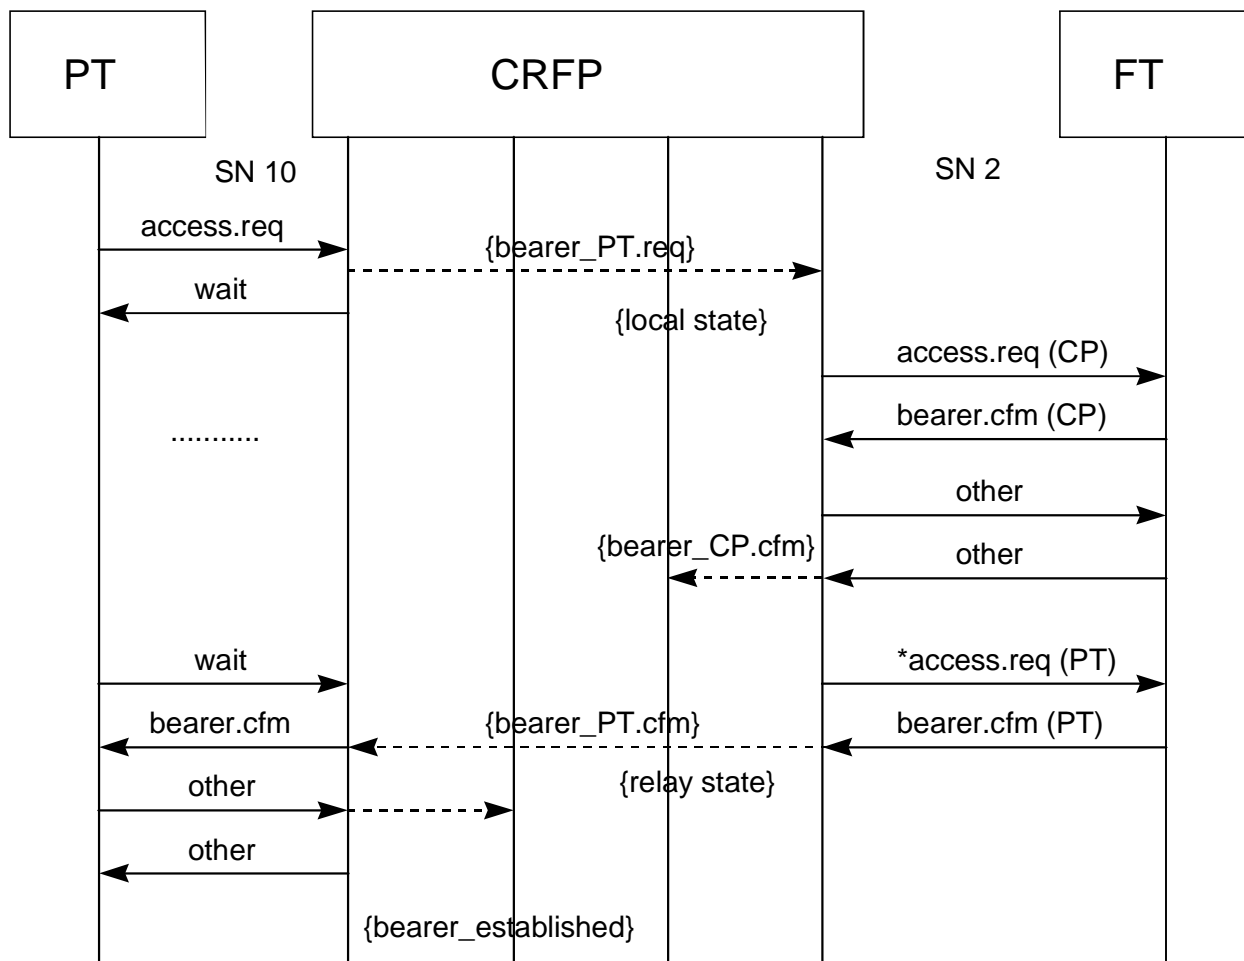 PT
CRFP
FT
SN 10
SN 2
access.req
{bearer_PT.req}
wait
{local state}
access.req (CP)
...........
bearer.cfm (CP)
other
{bearer_CP.cfm}
other
wait
*access.req (PT)
bearer.cfm
{bearer_PT.cfm}
bearer.cfm (PT)
other
{relay state}
other
{bearer_established}